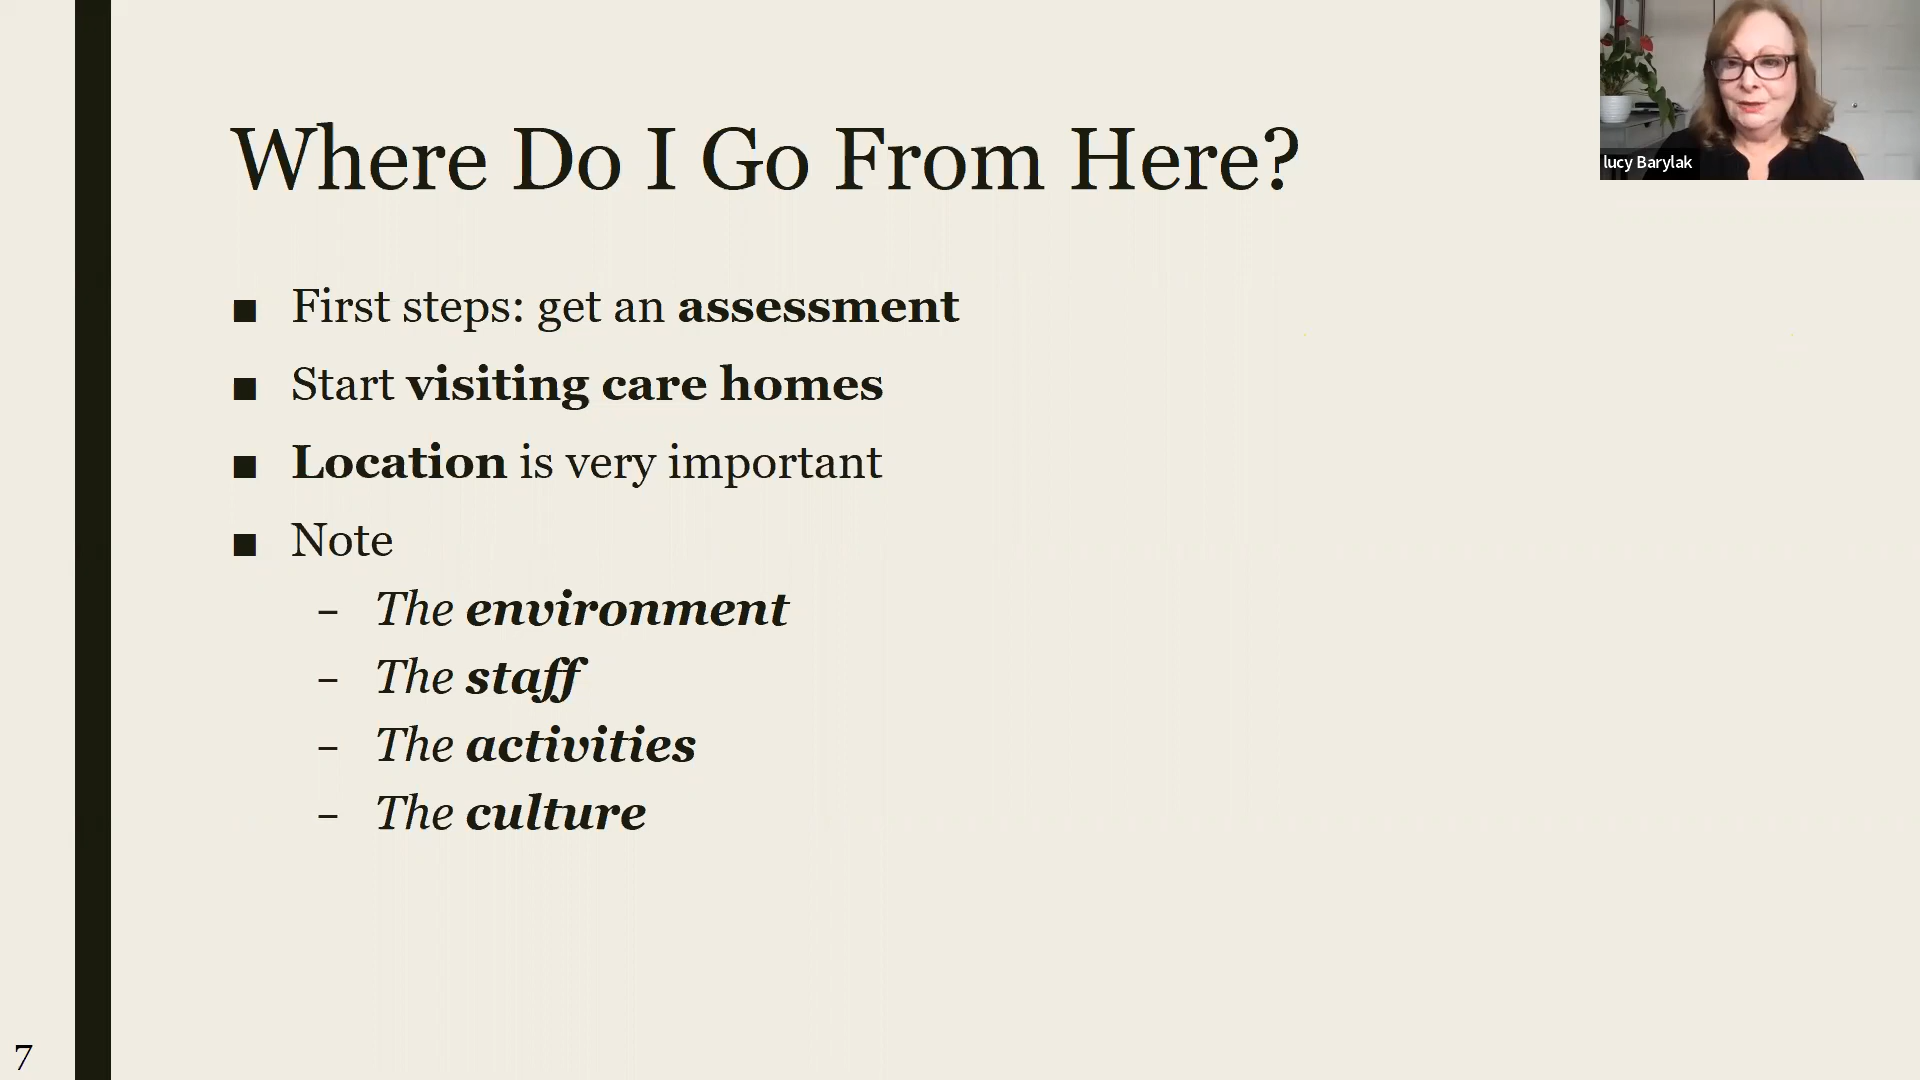 Where Do I Go From Here?
■ First steps: get an assessment
■ Start visiting care homes
■ Location is very important
■ Note
– The environment
– The staff
– The activities
– The culture
7
lucy Barylak